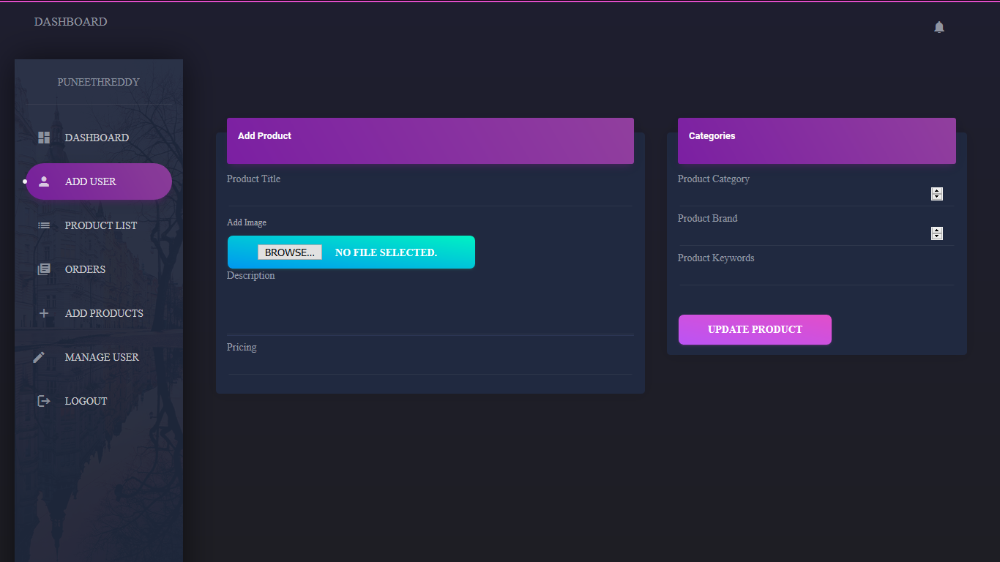 DASHBOARD
PUNEETHREDDY
DASHBOARD
ADD USER
PRODUCT LIST
ORDERS
ADD PRODUCTS
MANAGE USER
LOGOUT
Add Product
Product Title
Add Image
BROWSE... NO FILE SELECTED.
Description
Pricing
Categories
Product Category
Product Brand
Product Keywords
UPDATE PRODUCT